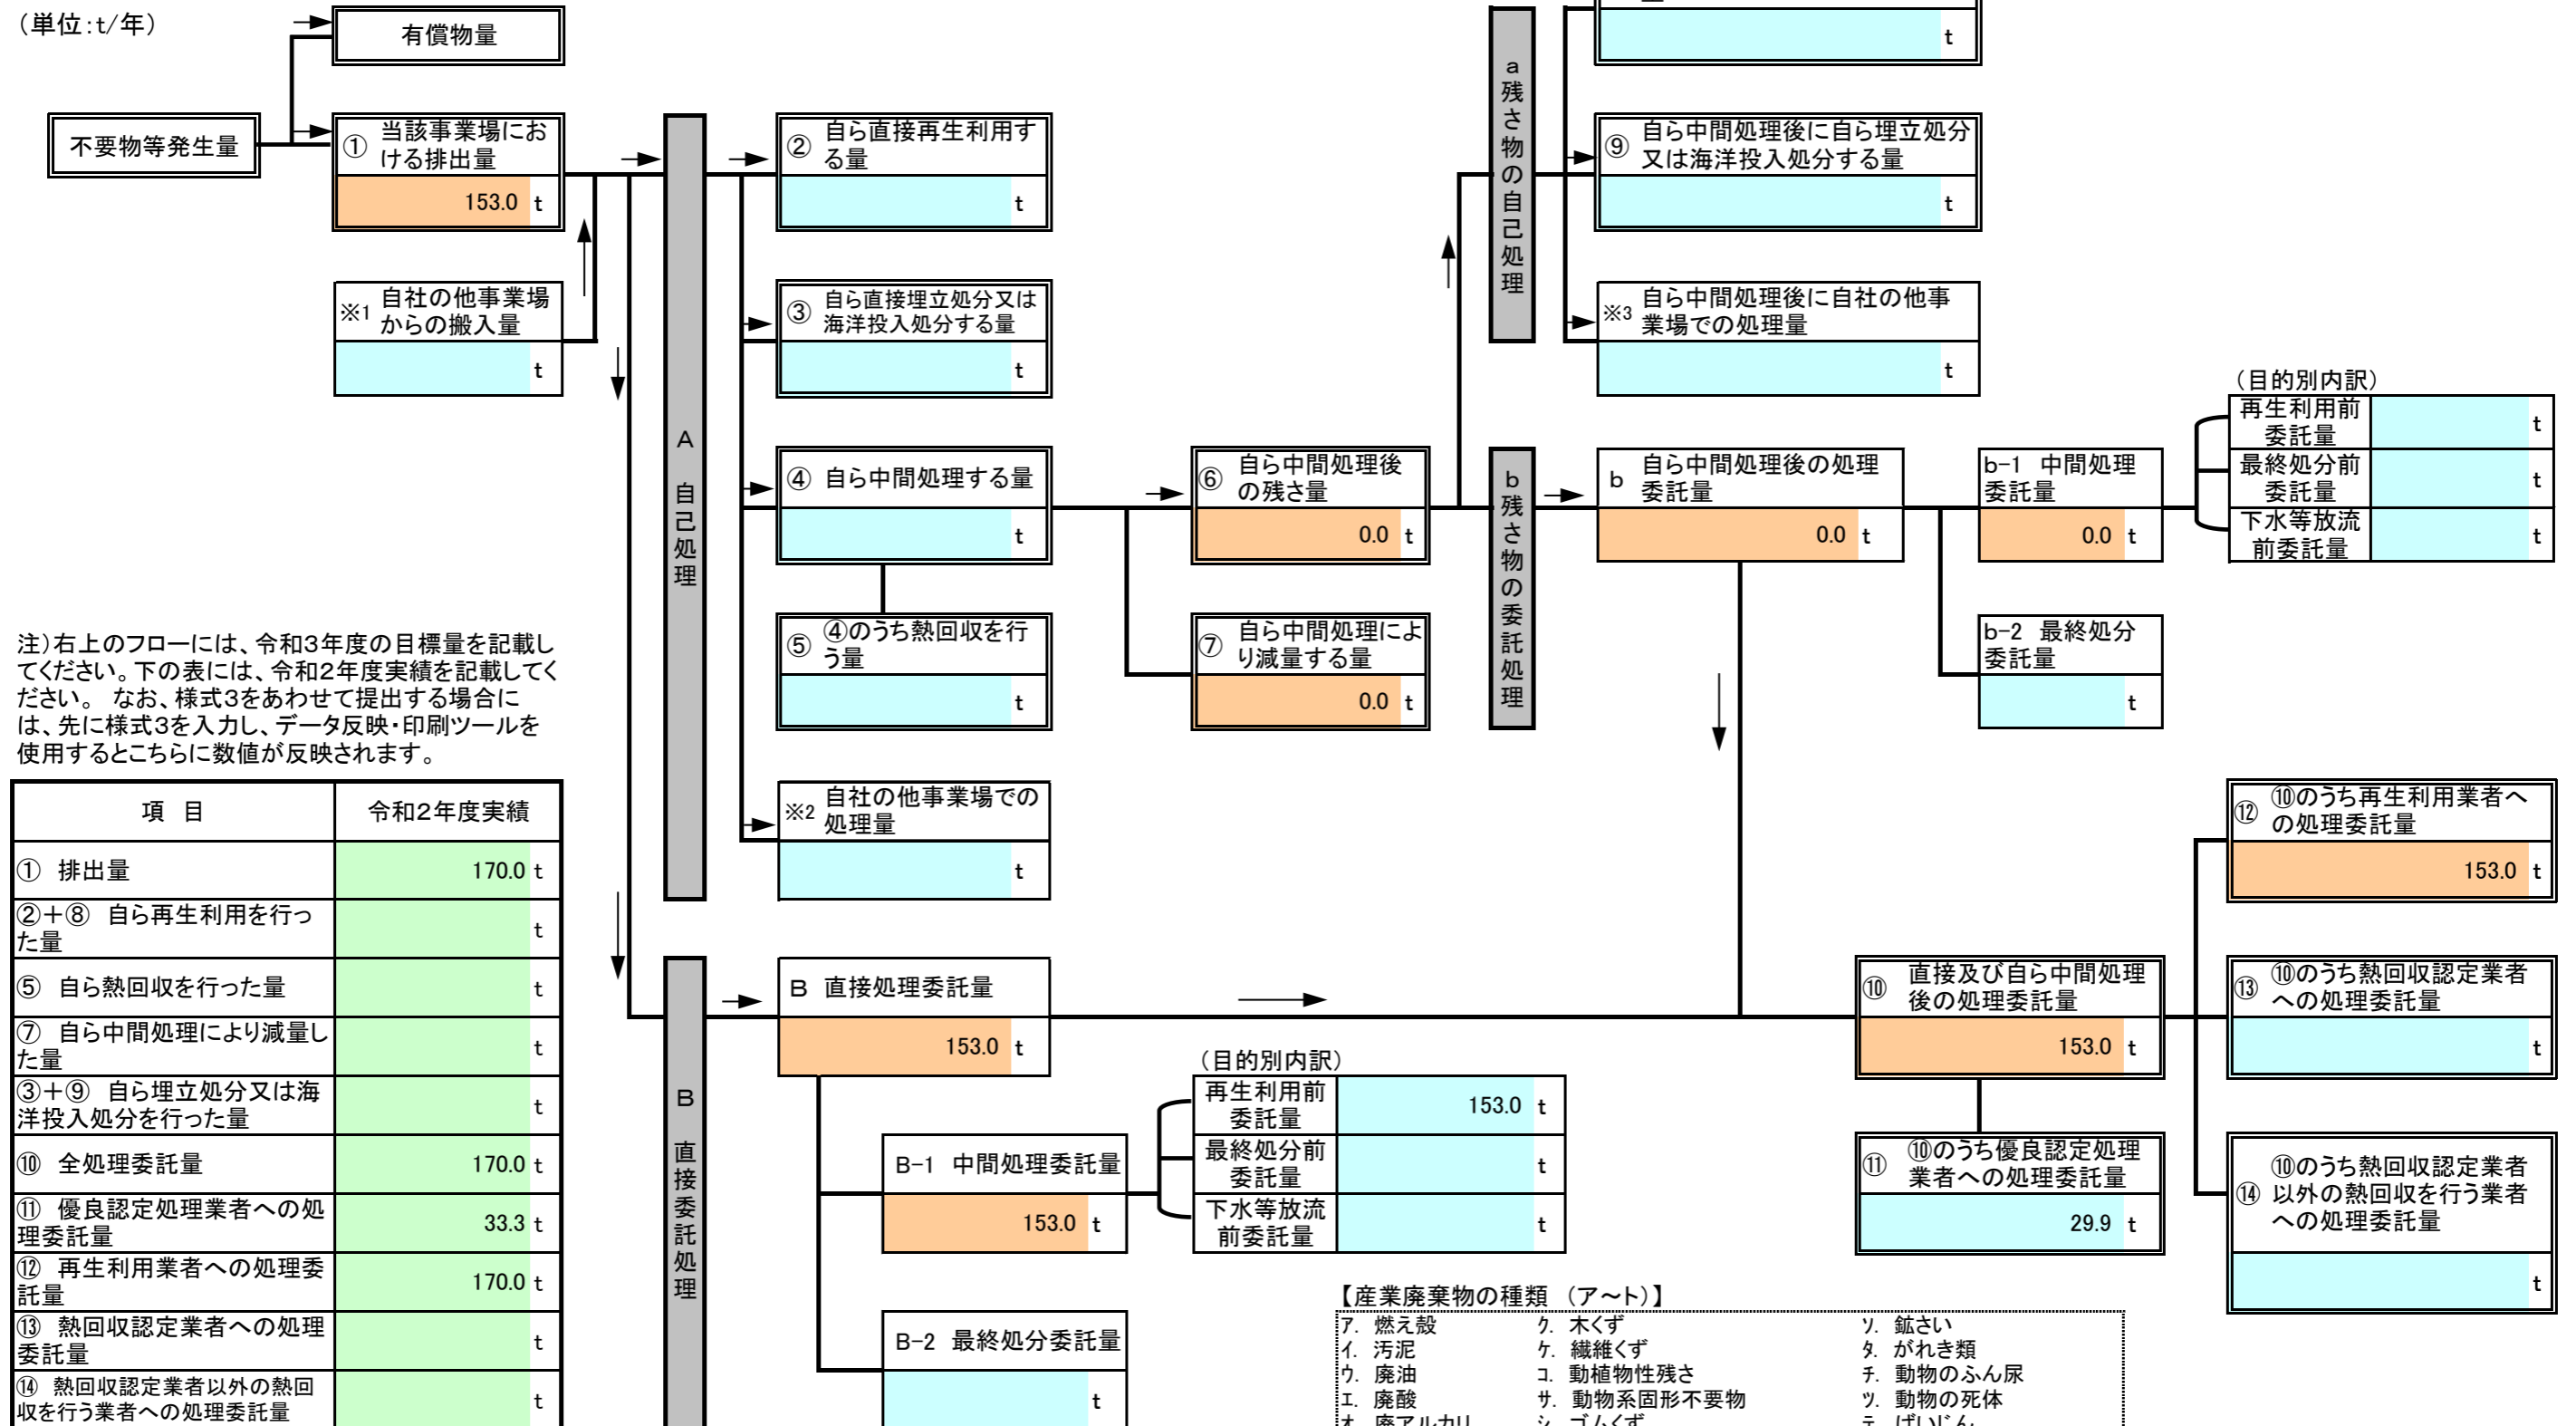 (単位:t/年)
有償物量
不要物等発生量
① 当該事業場にお
ける排出量
153.0 t
※1 自社の他事業場
からの搬入量
t
A 自己処理
② 自ら直接再生利用す
る量
t
③ 自ら直接埋立処分又は
海洋投入処分する量
t
④ 自ら中間処理する量
t
⑤ ④のうち熱回収を行
う量
t
※2 自社の他事業場での
処理量
t
⑥ 自ら中間処理後
の残さ量
0.0 t
⑦ 自ら中間処理によ
り減量する量
0.0 t
a 残さ物の自己処理
t
⑨ 自ら中間処理後に自ら埋立処分
又は海洋投入処分する量
t
※3 自ら中間処理後に自社の他事
業場での処理量
t
b 残さ物の委託処理
b 自ら中間処理後の処理
委託量
0.0 t
b-1 中間処理
委託量
0.0 t
b-2 最終処分
委託量
t
(目的別内訳)
再生利用前
委託量
t
最終処分前
委託量
t
下水等放流
前委託量
t
注)右上のフローには、令和3年度の目標量を記載し
てください。下の表には、令和2年度実績を記載してく
ださい。 なお、様式3をあわせて提出する場合に
は、先に様式3を入力し、データ反映・印刷ツールを
使用するとこちらに数値が反映されます。
項 目 令和2年度実績
① 排出量 170.0 t
②+⑧ 自ら再生利用を行っ
た量
t
⑤ 自ら熱回収を行った量 t
⑦ 自ら中間処理により減量し
た量
t
③+⑨ 自ら埋立処分又は海
洋投入処分を行った量
t
⑩ 全処理委託量 170.0 t
⑪ 優良認定処理業者への処
理委託量
33.3 t
⑫ 再生利用業者への処理委
託量
170.0 t
⑬ 熱回収認定業者への処理
委託量
t
⑭ 熱回収認定業者以外の熱回
収を行う業者への処理委託量
t
B 直接委託処理
B 直接処理委託量
153.0 t
B-1 中間処理委託量
153.0 t
B-2 最終処分委託量
t
(目的別内訳)
再生利用前
委託量
153.0 t
最終処分前
委託量
t
下水等放流
前委託量
t
⑩ 直接及び自ら中間処理
後の処理委託量
153.0 t
⑪ ⑩のうち優良認定処理
業者への処理委託量
29.9 t
⑫ ⑩のうち再生利用業者へ
の処理委託量
153.0 t
⑬ ⑩のうち熱回収認定業者
への処理委託量
t
⑭ ⑩のうち熱回収認定業者
以外の熱回収を行う業者
への処理委託量
t
【産業廃棄物の種類 (ア~ト)】
ア. 燃え殻 ク. 木くず ソ. 鉱さい
イ. 汚泥 ケ. 繊維くず タ. がれき類
ウ. 廃油 コ. 動植物性残さ チ. 動物のふん尿
エ. 廃酸 サ. 動物系固形不要物 ツ. 動物の死体
オ. 廃アルカリ シ. ゴムくず テ. ばいじん